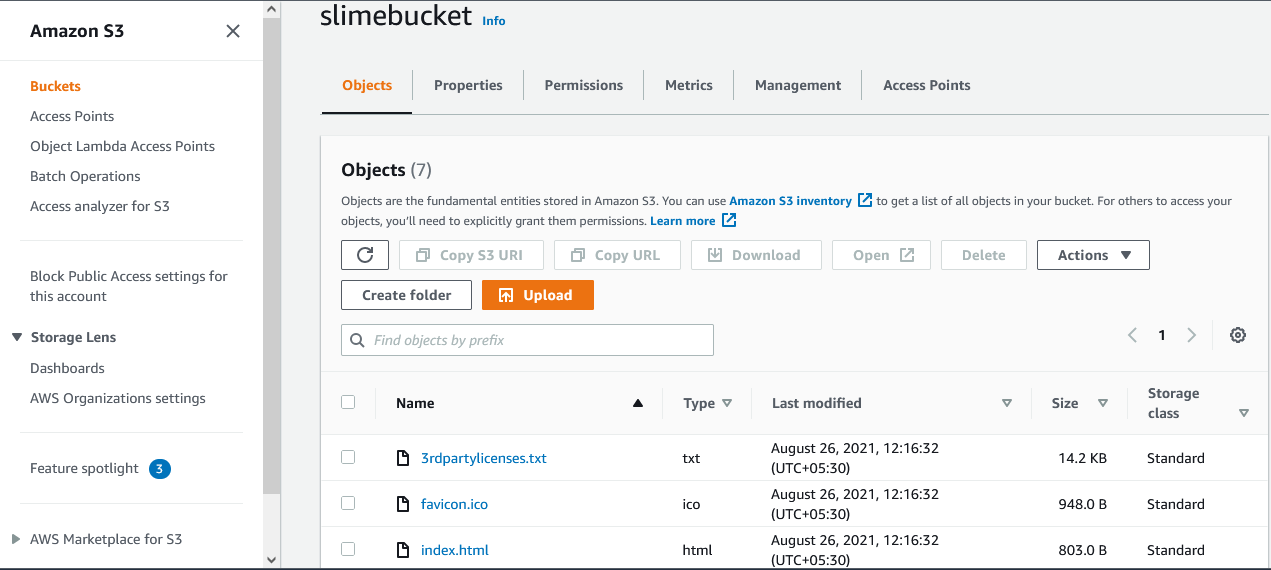 Amazon S3
Buckets
Access Points
Object Lambda Access Points
Batch Operations
Access analyzer for S3
Block Public Access settings for
this account
Storage Lens
Dashboards
AWS Organizations settings
Feature spotlight 3
AWS Marketplace for S3
slimebucket Info
Objects Properties Permissions Metrics Management Access Points
Objects (7)
Objects are the fundamental entities stored in Amazon S3. You can use Amazon S3 inventory to get a list of all objects in your bucket. For others to access your
objects, you'll need to explicitly grant them permissions. Learn more
Copy S3 URI Copy URL Download Open Delete Actions
Create folder Upload
Find objects by prefix 1
Name Type Last modified Size Storage
class
3rdpartylicenses.txt txt August 26, 2021, 12:16:32 14.2 KB Standard
(UTC+05:30)
favicon.ico ico August 26, 2021, 12:16:32 948.0 B Standard
(UTC+05:30)
index.html html August 26, 2021, 12:16:32 803.0 B Standard
(UTC+05:30)